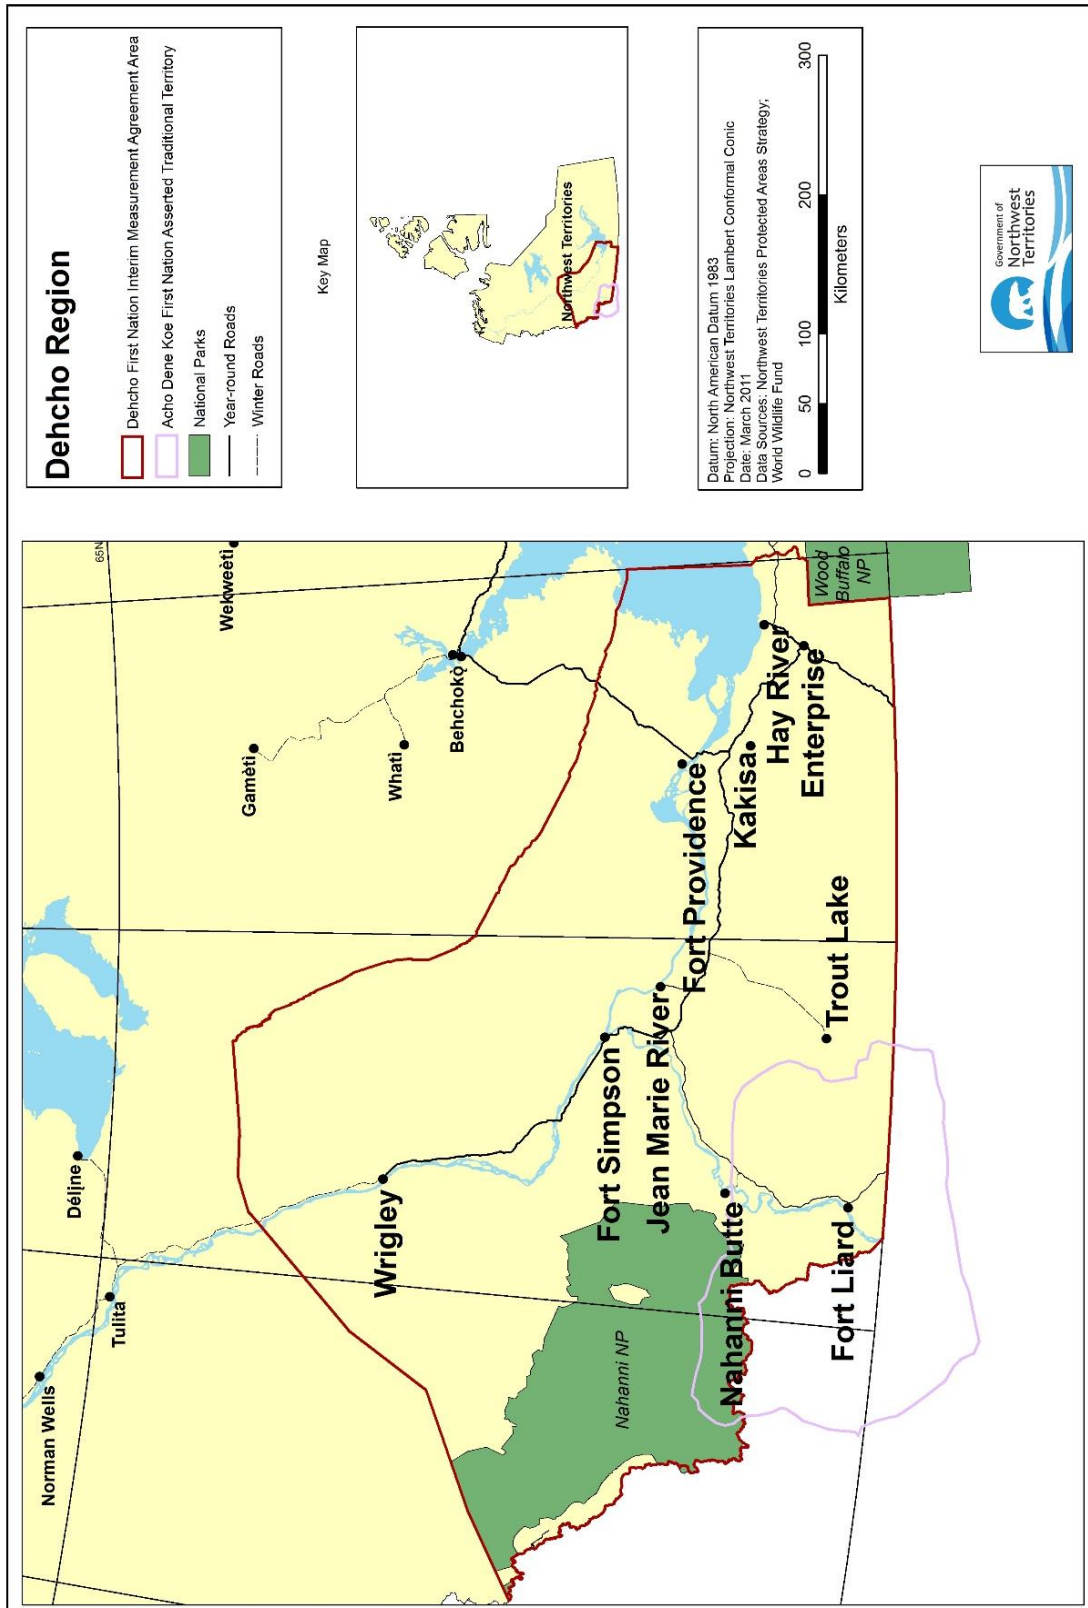 Dehcho Region
Dehcho First Nation Interim Measurement Agreement Area
Acho Dene Koe First Nation Asserted Traditional Territory
National Parks
Year-round Roads
Winter Roads
Key Map
Northwest Territories
Datum: North American Datum 1983
Projection: Northwest Territories Lambert Conformal Conic
Date: March 2011
Data Sources: Northwest Territories Protected Areas Strategy;
World Wildlife Fund
0 50 100 200 300
Kilometers
Government of
Northwest
Territories
65N
Norman Wells
Tulita
Délı̨ne
Wekweètì
Gamètì
Whatì
Behchokǫ̀
Wrigley
Fort Simpson
Jean Marie River
Fort Providence
Kakisa
Hay River
Enterprise
Wood
Buffalo
NP
Trout Lake
Nahanni NP
Nahanni Butte
Fort Liard